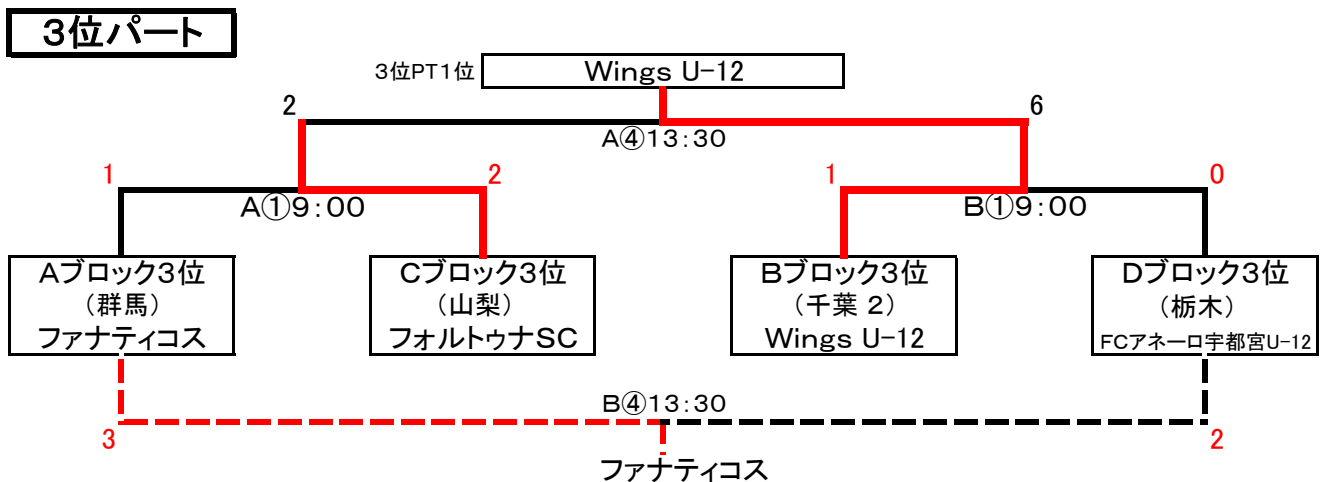 3位パート
3位PT1位
Wings U-12
2
6
A④13:30
1
2
1
0
A①9:00
B①9:00
Aブロック3位
(群馬)
ファナティコス
Cブロック3位
(山梨)
フォルトゥナSC
Bブロック3位
(千葉 2)
Wings U-12
Dブロック3位
(栃木)
FCアネーロ宇都宮U-12
B④13:30
3
2
ファナティコス